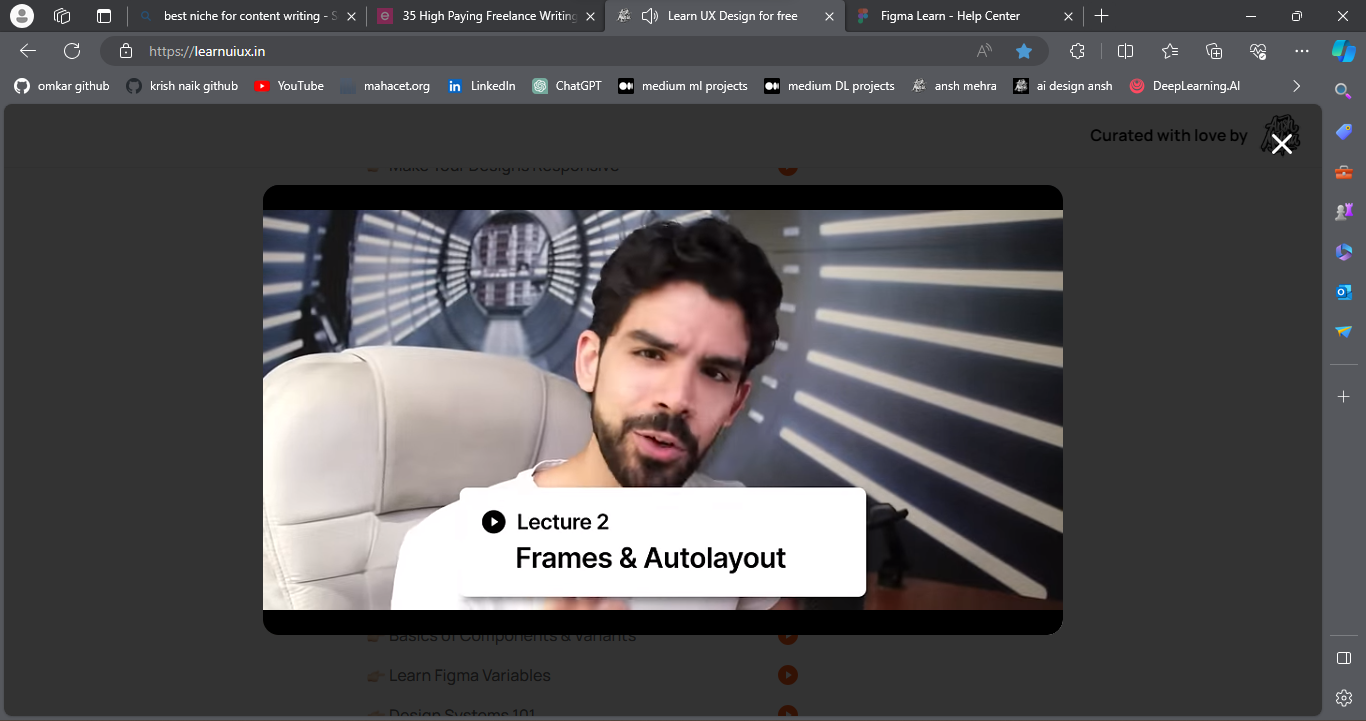 best niche for content writing - S
35 High Paying Freelance Writing
Learn UX Design for free
Figma Learn - Help Center
https://learnuiux.in
omkar github
krish naik github
YouTube
mahacet.org
LinkedIn
ChatGPT
medium ml projects
medium DL projects
ansh mehra
ai design ansh
DeepLearning.AI
Curated with love by
Make Your Designs Responsive
Lecture 2
Frames & Autolayout
Basics of Components & Variants
Learn Figma Variables
Design Systems 101